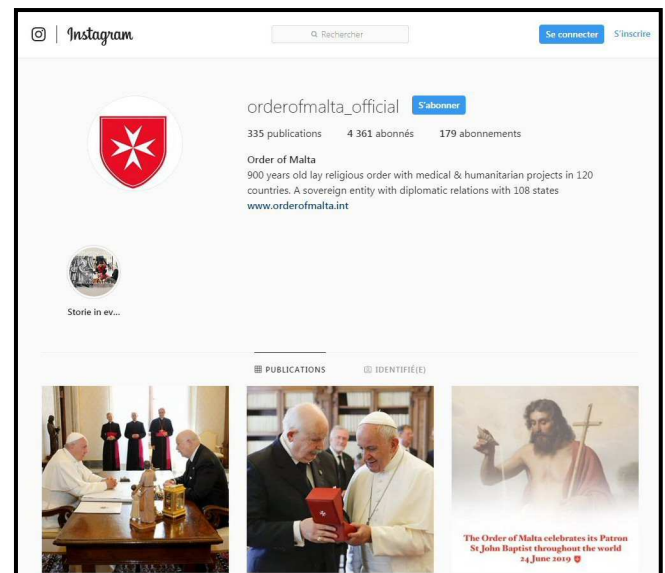 Instagram
Rechercher
Se connecter
S'inscrire
orderofmalta_official
S'abonner
335 publications 4 361 abonnés 179 abonnements
Order of Malta
900 years old lay religious order with medical & humanitarian projects in 120
countries. A sovereign entity with diplomatic relations with 108 states
www.orderofmalta.int
Storie in ev...
PUBLICATIONS
IDENTIFIÉ(E)
The Order of Malta celebrates its Patron
St John Baptist throughout the world
24 June 2019